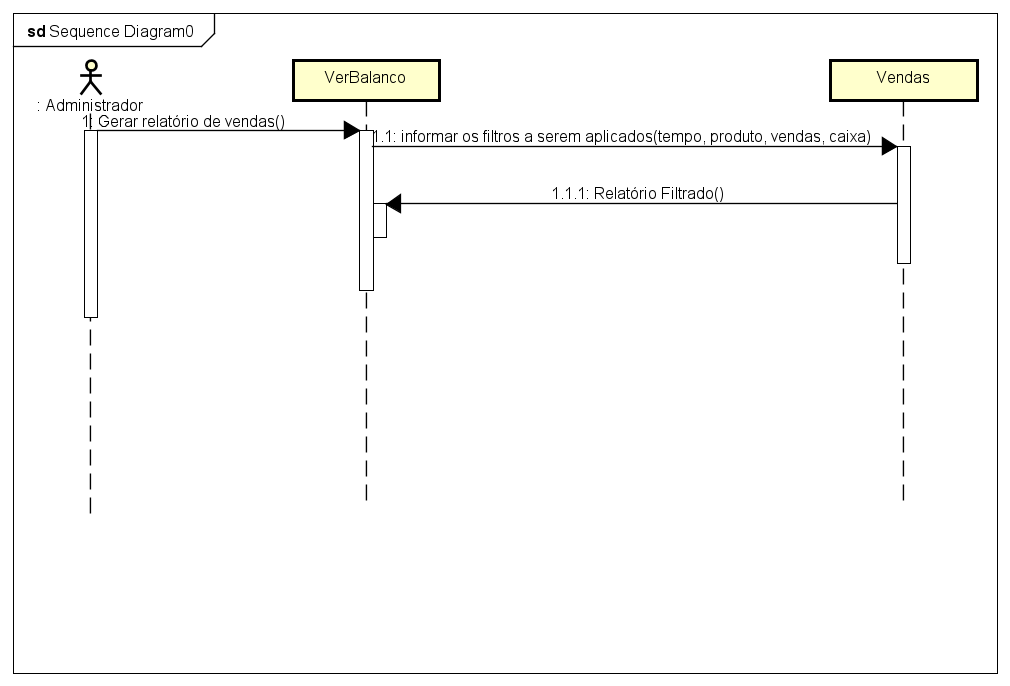 sd Sequence Diagram0
VerBalanco
Vendas
: Administrador
1: Gerar relatório de vendas()
1.1: informar os filtros a serem aplicados(tempo, produto, vendas, caixa)
1.1.1: Relatório Filtrado()